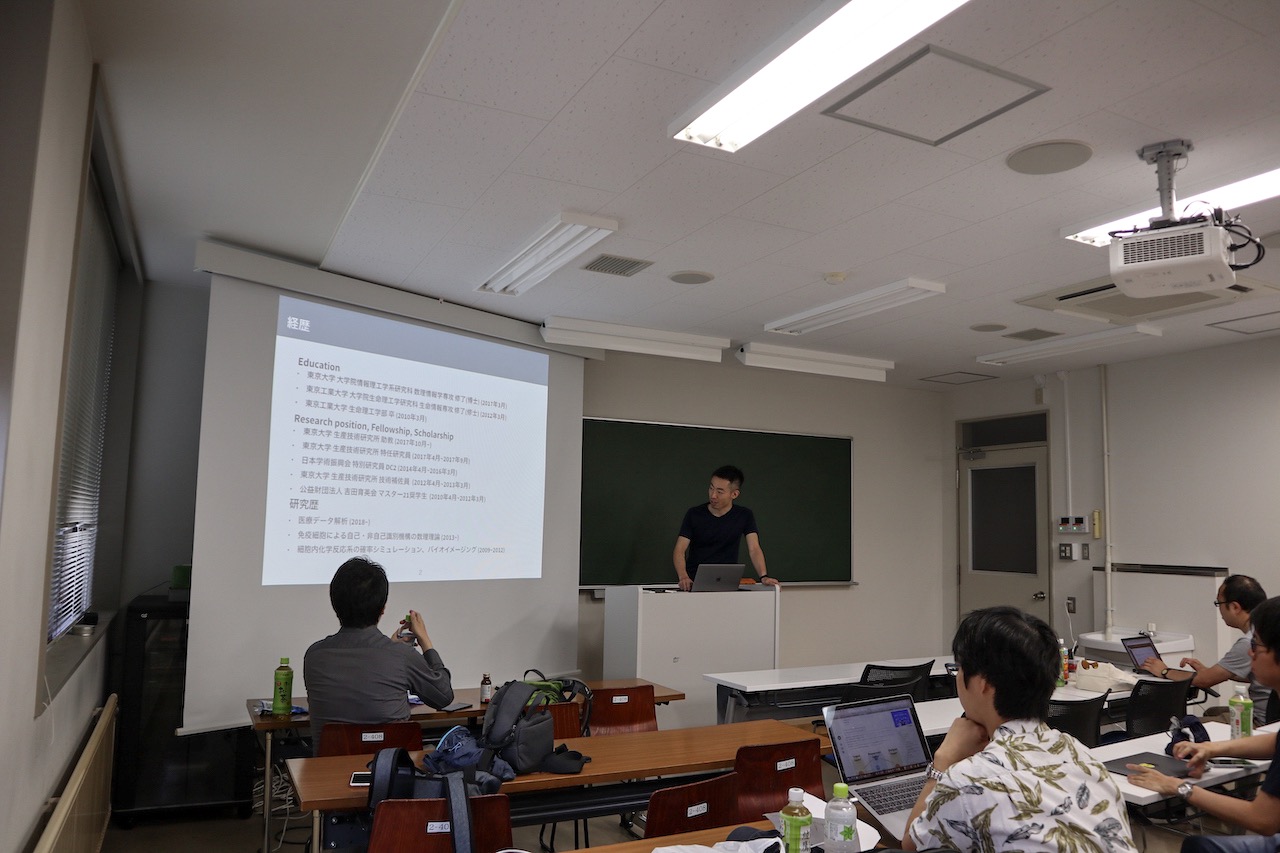 経歴
Education
・ 東京大学 大学院情報理工学系研究科 数理情報学専攻 修了(博士) (2017年3月)
・ 東京工業大学 大学院生命理工学研究科 生命情報専攻 修了(修士) (2012年3月)
・ 東京工業大学 生命理工学部 卒 (2010年3月)
Research position, Fellowship, Scholarship
・ 東京大学 生産技術研究所 助教 (2017年10月~)
・ 東京大学 生産技術研究所 特任研究員 (2017年4月~2017年9月)
・ 日本学術振興会 特別研究員 DC2 (2014年4月~2016年3月)
・ 東京大学 生産技術研究所 技術補佐員 (2012年4月~2013年8月)
・ 公益財団法人 吉田育英会 マスター21奨学生 (2010年4月~2012年3月)
研究歴
・ 医療データ解析 (2018~)
・ 免疫細胞による自己・非自己識別機構の数理理論 (2013~)
・ 細胞内化学反応系の確率シミュレーション、バイオイメージング (2009~2012)
2
2-408
2-408
2-408
2-408
2-40